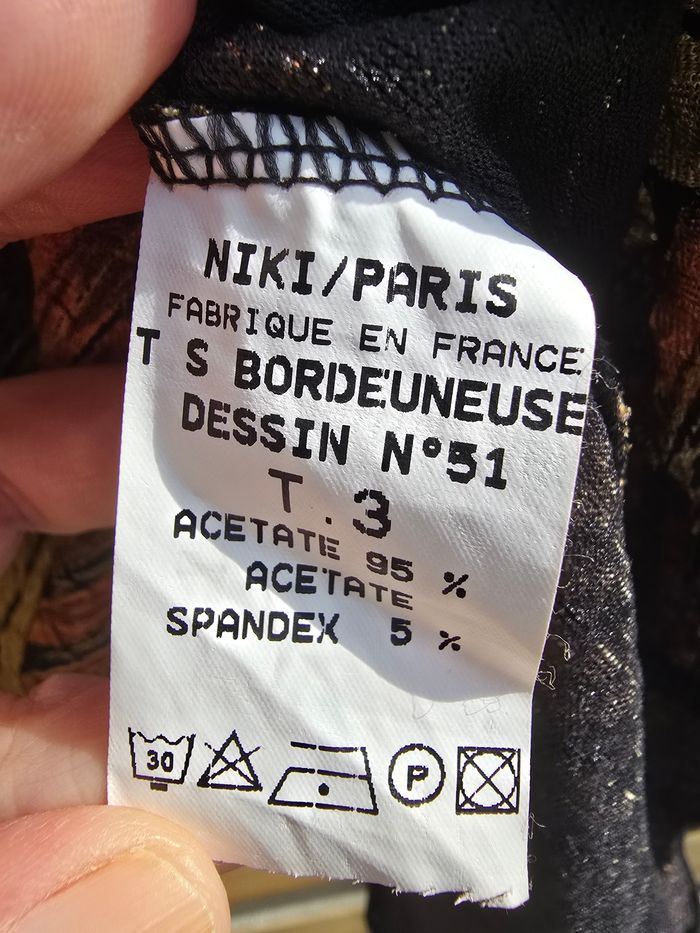 NIKI/PARIS
FABRIQUE EN FRANCE
T S BORDEUNEUSE
DESSIN N°51
T.3
ACETATE 95 %
ACETATE
SPANDEX 5 %
30
P